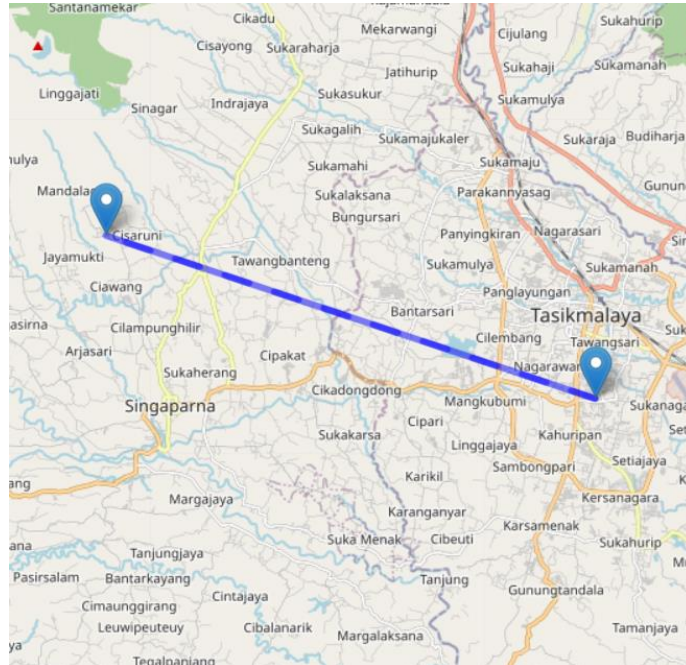 Santanamekar
Cikadu
Cijulang
Sukahurip
Mekarwangi
Cisayong
Sukaraharja
Sukahaji
Sukamanah
Jatihurip
Linggajati
Sukasukur
Sukamulya
Indrajaya
Sinagar
Sukagalih
Sukamajukaler
Sukaraja
Budiharja
Sukamaju
Sukamahi
Mandala
Sukalaksana
Parakannyasag
Bungursari
Cisaruni
Panyingkiran
Nagarasari
Jayamukti
Tawangbanteng
Sukamulya
Sukamanah
Ciawang
Panglayungan
Bantarsari
Tasikmalaya
Cilampunghilir
Cilembang
Tawangsari
Arjasari
Cipakat
Sukaherang
Nagarawan
Cikadongdong
Singaparna
Mangkubumi
Cipari
Kahuripan
Sukakarsa
Linggajaya
Setiajaya
Karikil
Sambongpari
Margajaya
Kersanagara
Karanganyar
Karsamenak
Suka Menak
Cibeuti
Sukahurip
Tanjungjaya
Pasirsalam
Bantarkayang
Tanjung
Gunungtandala
Cintajaya
Cimaunggirang
Leuwipeuteuy
Cibalanarik
Tamanjaya
Margalaksana
Tegalpanjang